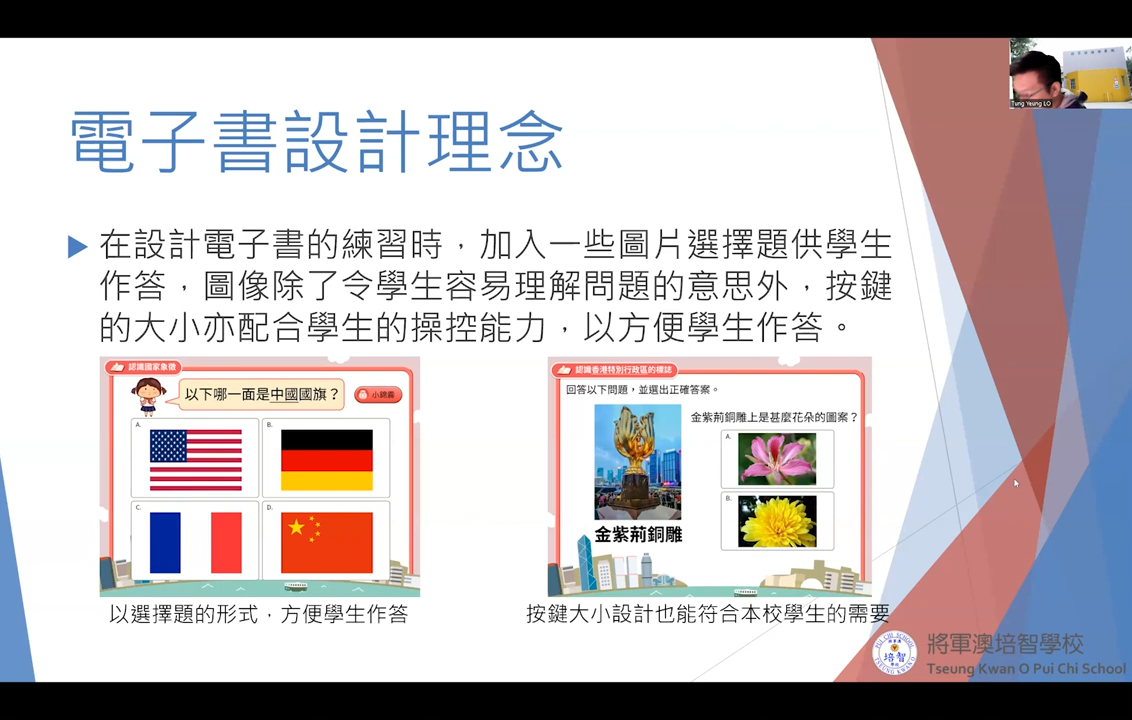 Tung Yeung LO
電子書設計理念
在設計電子書的練習時，加入一些圖片選擇題供學生
作答，圖像除了令學生容易理解問題的意思外，按鍵
的大小亦配合學生的操控能力，以方便學生作答。
認識國家象徵
以下哪一面是中國國旗？
小錦囊
A.
B.
C.
D.
以選擇題的形式，方便學生作答
認識香港特別行政區的標誌
回答以下問題，並選出正確答案。
金紫荊銅雕上是甚麼花朵的圖案？
A.
B.
金紫荊銅雕
按鍵大小設計也能符合本校學生的需要
PUI CHI SCHOOL
培智
TSEUNG KWAN O
將軍澳培智學校
Tseung Kwan O Pui Chi School